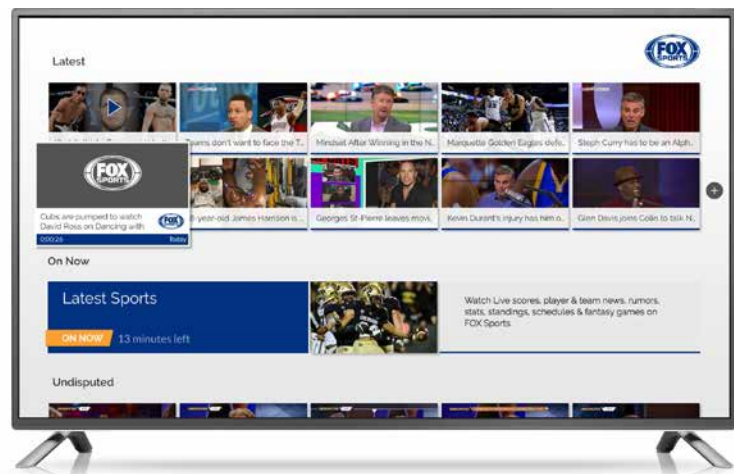 FOX
SPORTS
Latest
Teams don't want to face the T..
Mindset After Winning in the N..
Marquette Golden Eagles defe..
Steph Curry has to be an Alph..
FOX
SPORTS
Cubs are pumped to watch
David Ross on Dancing with
FOX
SPORTS
0:00:26
Today
-year-old James Harrison is ..
Georges St-Pierre leaves movi..
Kevin Durant's injury has him o..
Glen Davis joins Colin to talk N..
On Now
Latest Sports
ON NOW
13 minutes left
Watch Live scores, player & team news, rumors,
stats, standings, schedules & fantasy games on
FOX Sports
Undisputed